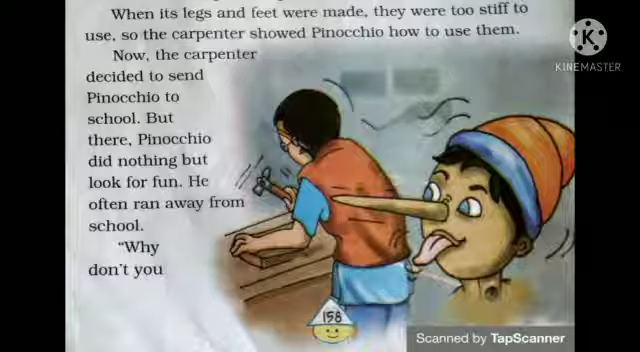 When its legs and feet were made, they were too stiff to
use, so the carpenter showed Pinocchio how to use them.
Now, the carpenter
decided to send
Pinocchio to
school. But
there, Pinocchio
did nothing but
look for fun. He
often ran away from
school.
"Why
don't you
158
KINEMASTER
Scanned by TapScanner